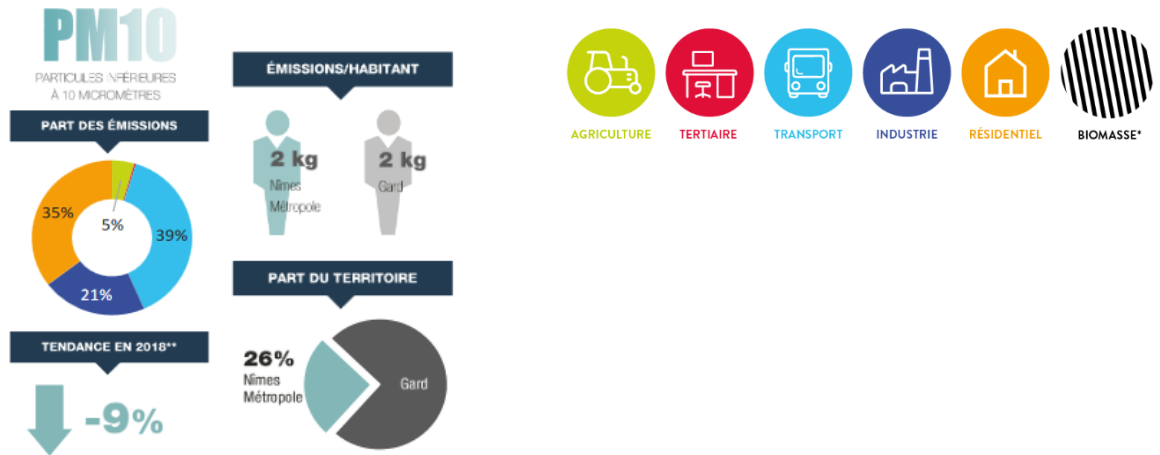 PM10
PARTICULES INFÉRIEURES
À 10 MICROMÈTRES
PART DES ÉMISSIONS
35%
5%
39%
21%
TENDANCE EN 2018**
-9%
ÉMISSIONS/HABITANT
2 kg
Nîmes
Métropole
2 kg
Gard
PART DU TERRITOIRE
26%
Nîmes
Métropole
Gard
AGRICULTURE
TERTIAIRE
TRANSPORT
INDUSTRIE
RÉSIDENTIEL
BIOMASSE*